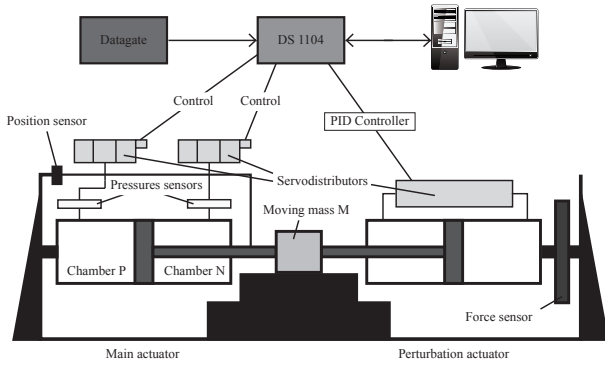 Datagate
DS 1104
Control
Control
PID Controller
Position sensor
Pressures sensors
Servodistributors
Moving mass M
Chamber P
Chamber N
Force sensor
Main actuator
Perturbation actuator